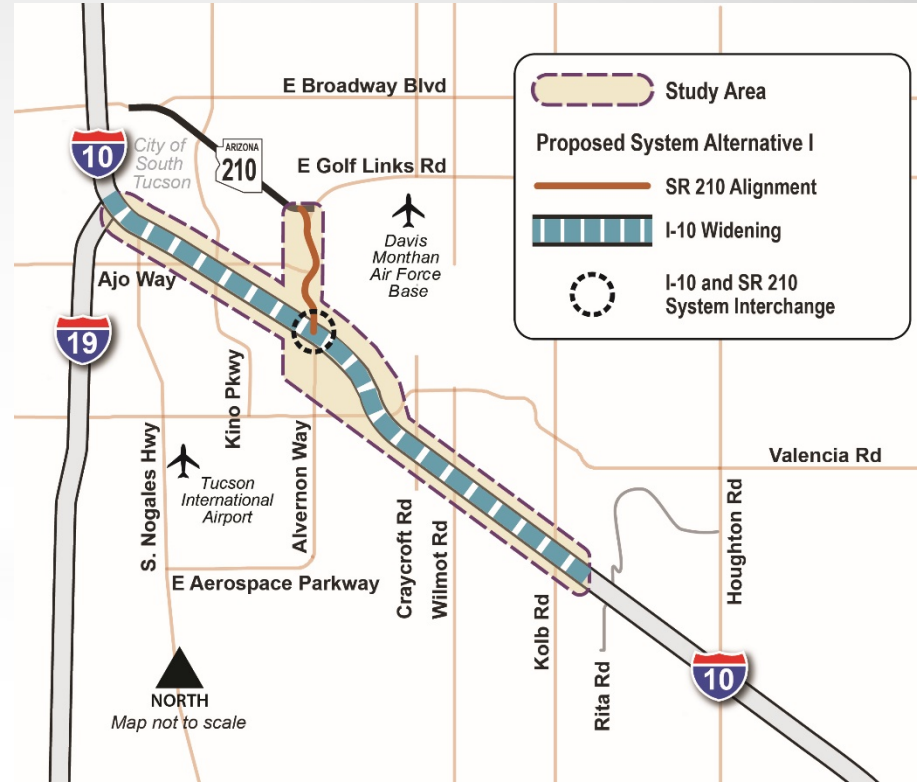 E Broadway Blvd
10
City of
South
Tucson
ARIZONA
210
E Golf Links Rd
Davis
Monthan
Air Force
Base
Ajo Way
19
Kino Pkwy
S. Nogales Hwy
Tucson
International
Airport
Alvernon Way
E Aerospace Parkway
Craycroft Rd
Wilmot Rd
Valencia Rd
Kolb Rd
Rita Rd
Houghton Rd
10
NORTH
Map not to scale
Study Area
Proposed System Alternative I
SR 210 Alignment
I-10 Widening
I-10 and SR 210
System Interchange